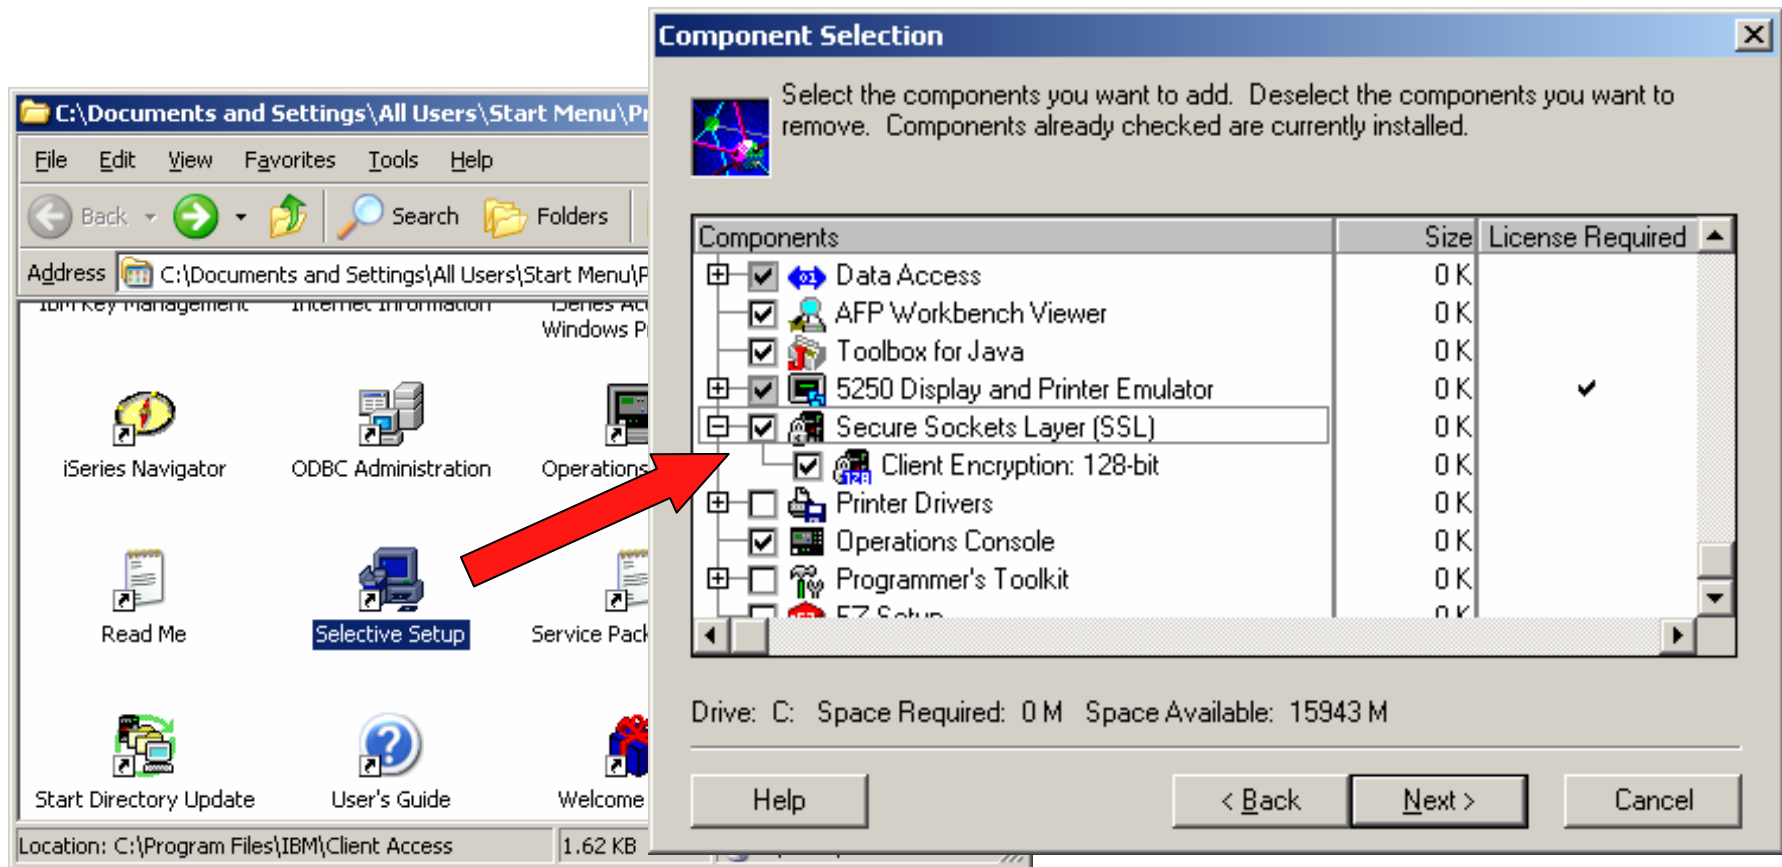 C:\Documents and Settings\All Users\Start Menu\Pr
File Edit View Favorites Tools Help
Back Search Folders
Address C:\Documents and Settings\All Users\Start Menu\P
IBM Key Management Internet Information iSeries Acc
Windows P
iSeries Navigator ODBC Administration Operations
Read Me Selective Setup Service Pack
Start Directory Update User's Guide Welcome
Location: C:\Program Files\IBM\Client Access 1.62 KB
Component Selection
Select the components you want to add. Deselect the components you want to
remove. Components already checked are currently installed.
Components Size License Required
Data Access 0 K
AFP Workbench Viewer 0 K
Toolbox for Java 0 K
5250 Display and Printer Emulator 0 K
Secure Sockets Layer (SSL) 0 K
128 Client Encryption: 128-bit 0 K
Printer Drivers 0 K
Operations Console 0 K
Programmer's Toolkit 0 K
EZ Setup 0 K
Drive: C: Space Required: 0 M Space Available: 15943 M
Help < Back Next > Cancel